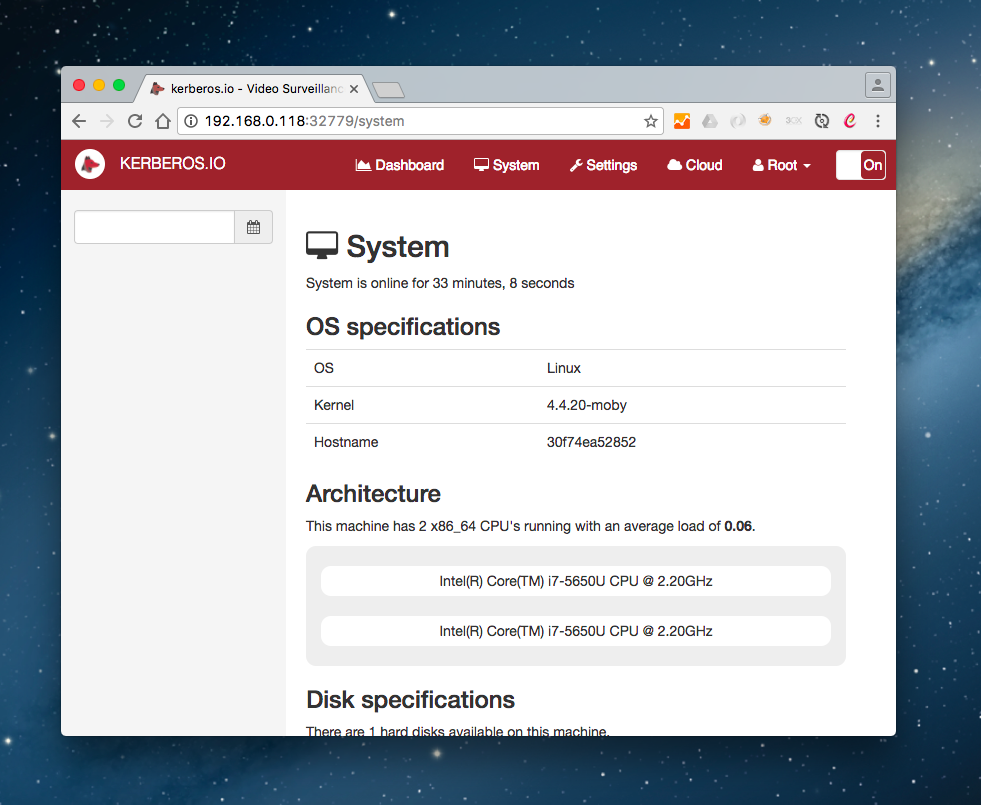 kerberos.io - Video Surveillanc
192.168.0.118:32779/system
KERBEROS.IO
Dashboard
System
Settings
Cloud
Root
On
System
System is online for 33 minutes, 8 seconds
OS specifications
OS Linux
Kernel 4.4.20-moby
Hostname 30f74ea52852
Architecture
This machine has 2 x86_64 CPU's running with an average load of 0.06.
Intel(R) Core(TM) i7-5650U CPU @ 2.20GHz
Intel(R) Core(TM) i7-5650U CPU @ 2.20GHz
Disk specifications
There are 1 hard disks available on this machine.